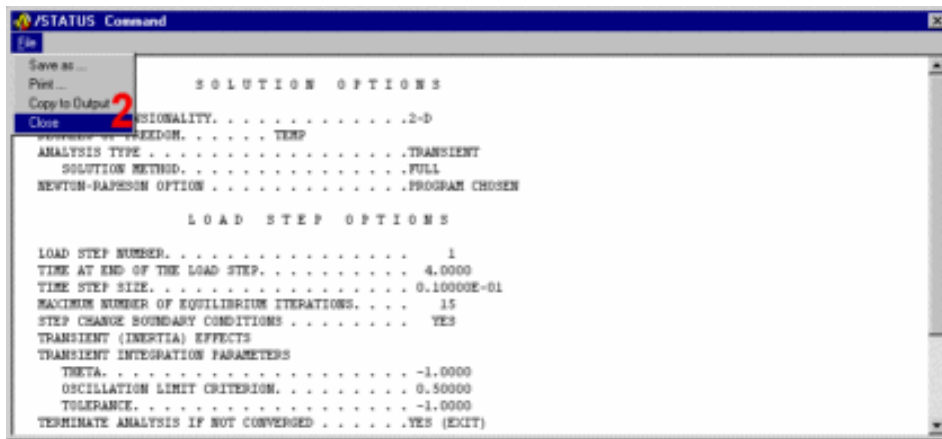 /STATUS Command
File
Save as ...
Print ...
Copy to Output
2
Close
S O L U T I O N   O P T I O N S
SIONALITY. . . . . . . . . . . . .2-D
FREEDOM. . . . . . TEMP
ANALYSIS TYPE . . . . . . . . . . . . . . . . .TRANSIENT
SOLUTION METHOD. . . . . . . . . . . . . . .FULL
NEWTON-RAPHSON OPTION . . . . . . . . . . . . .PROGRAM CHOSEN
L O A D   S T E P   O P T I O N S
LOAD STEP NUMBER. . . . . . . . . . . . . . . . 1
TIME AT END OF THE LOAD STEP. . . . . . . . . . 4.0000
TIME STEP SIZE. . . . . . . . . . . . . . . . . 0.10000E-01
MAXIMUM NUMBER OF EQUILIBRIUM ITERATIONS. . . . 15
STEP CHANGE BOUNDARY CONDITIONS . . . . . . . . YES
TRANSIENT (INERTIA) EFFECTS
TRANSIENT INTEGRATION PARAMETERS
THETA. . . . . . . . . . . . . . . . . . . .-1.0000
OSCILLATION LIMIT CRITERION. . . . . . . . . 0.50000
TOLERANCE. . . . . . . . . . . . . . . . . .-1.0000
TERMINATE ANALYSIS IF NOT CONVERGED . . . . . .YES (EXIT)